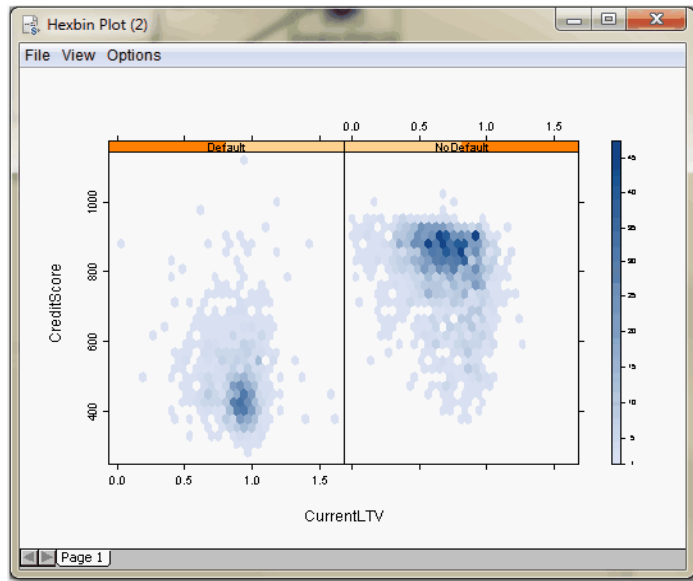 Hexbin Plot (2)
File View Options
0.0 0.5 1.0 1.5
Default NoDefault
1000
800
600
400
CreditScore
45
40
35
30
25
20
15
10
5
1
0.0 0.5 1.0 1.5
CurrentLTV
Page 1